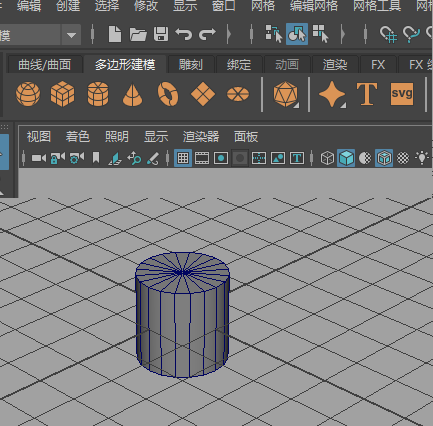 编辑 创建 选择 修改 显示 窗口 网格 编辑网格 网格工具 网格
模
曲线/曲面 多边形建模 雕刻 绑定 动画 渲染 FX FX
T svg
视图 着色 照明 显示 渲染器 面板
T